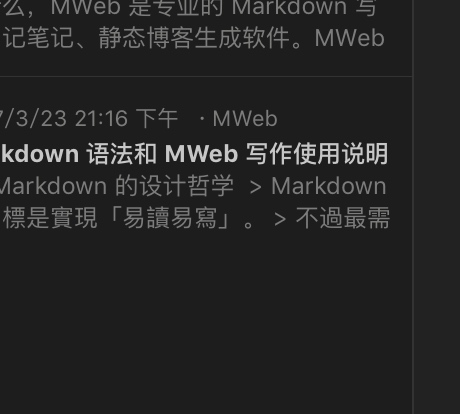 么，MWeb 是专业的 Markdown 写
记笔记、静态博客生成软件。MWeb
7/3/23 21:16 下午 · MWeb
kdown 语法和 MWeb 写作使用说明
Markdown 的设计哲学 > Markdown
標是實現「易讀易寫」。 > 不過最需